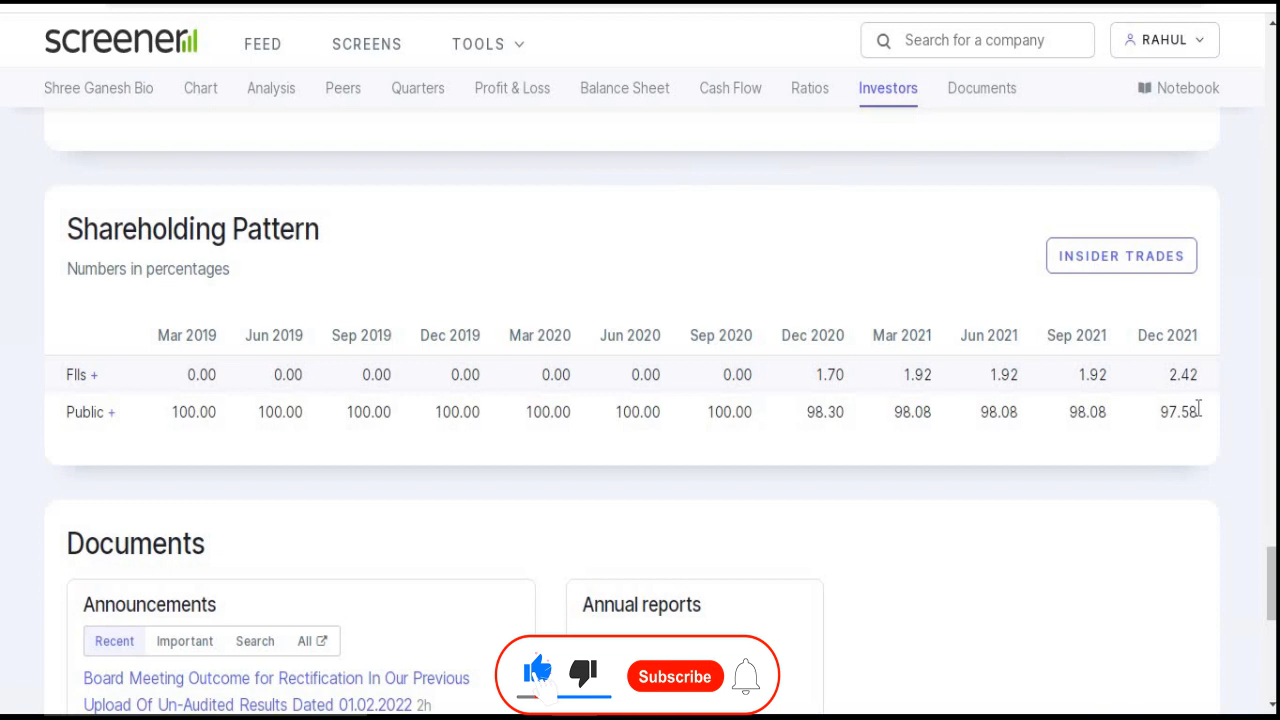 screener
FEED SCREENS TOOLS
Search for a company
RAHUL
Shree Ganesh Bio Chart Analysis Peers Quarters Profit & Loss Balance Sheet Cash Flow Ratios Investors Documents Notebook
Shareholding Pattern
Numbers in percentages
INSIDER TRADES
Mar 2019 Jun 2019 Sep 2019 Dec 2019 Mar 2020 Jun 2020 Sep 2020 Dec 2020 Mar 2021 Jun 2021 Sep 2021 Dec 2021
FIIs + 0.00 0.00 0.00 0.00 0.00 0.00 0.00 1.70 1.92 1.92 1.92 2.42
Public + 100.00 100.00 100.00 100.00 100.00 100.00 100.00 98.30 98.08 98.08 98.08 97.58
Documents
Announcements
Recent Important Search All
Board Meeting Outcome for Rectification In Our Previous
Upload Of Un-Audited Results Dated 01.02.2022 2h
Annual reports
Subscribe